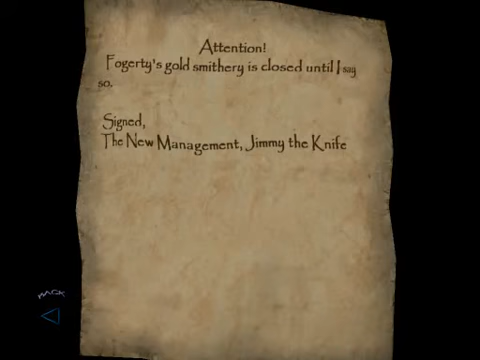 Attention!
Fogerty's gold smithery is closed until I say
so.
Signed,
The New Management, Jimmy the Knife
BACK